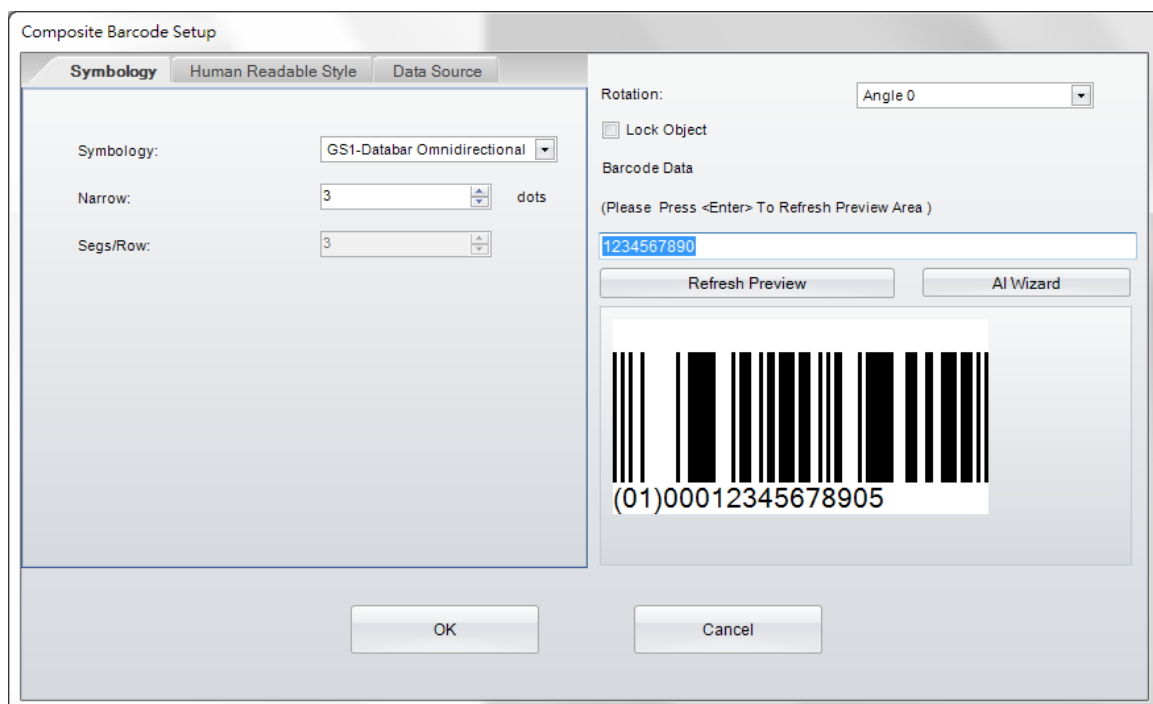 Composite Barcode Setup
Symbology Human Readable Style Data Source
Symbology: GS1-Databar Omnidirectional
Narrow: 3 dots
Segs/Row: 3
Rotation: Angle 0
Lock Object
Barcode Data
(Please Press <Enter> To Refresh Preview Area )
1234567890
Refresh Preview AI Wizard
(01)00012345678905
OK Cancel